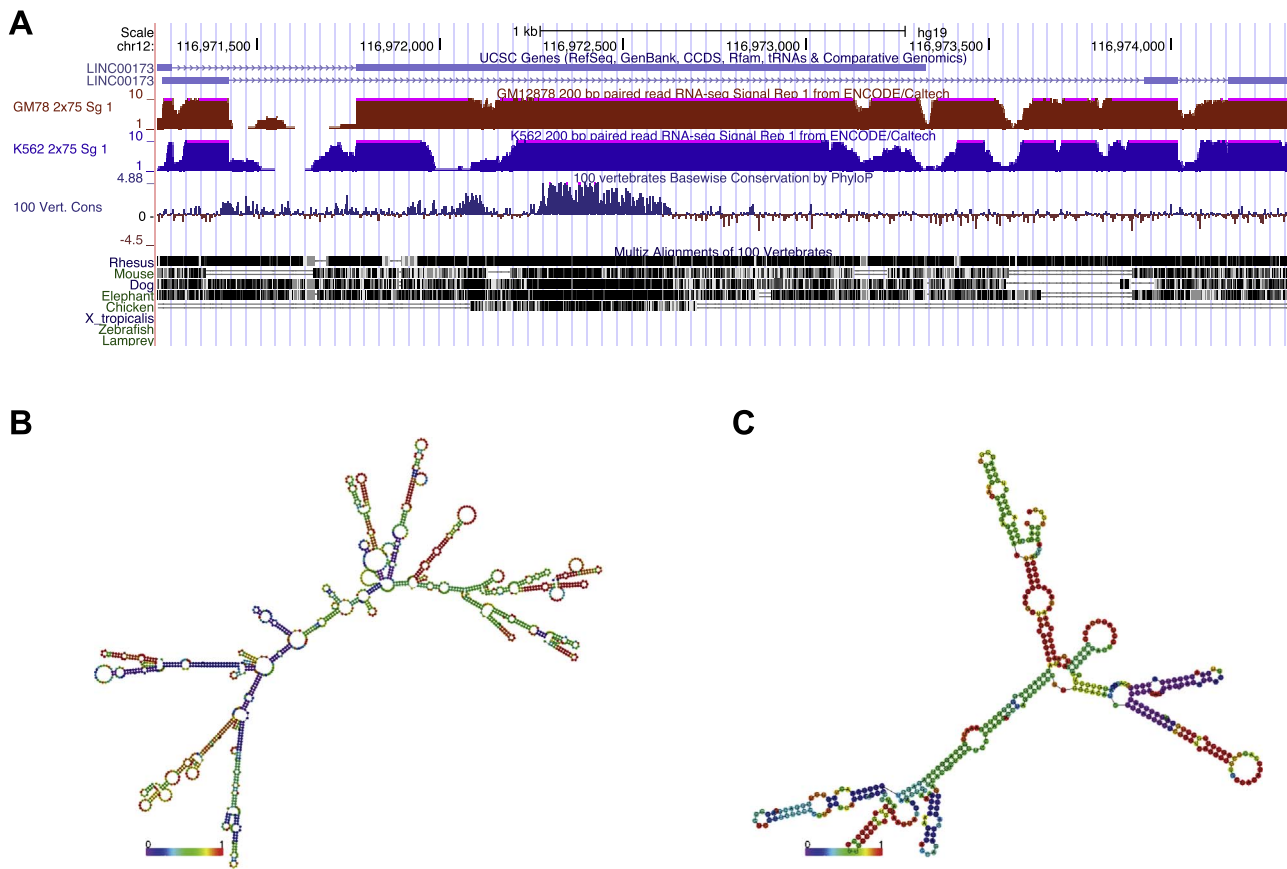 A
Scale
1 kb
hg19
chr12:
116,971,500
116,972,000
116,972,500
116,973,000
116,973,500
116,974,000
UCSC Genes (RefSeq, GenBank, CCDS, Rfam, tRNAs & Comparative Genomics)
LINC00173
LINC00173
GM12878 200 bp paired read RNA-seq Signal Rep 1 from ENCODE/Caltech
10
GM78 2x75 Sg 1
1
K562 200 bp paired read RNA-seq Signal Rep 1 from ENCODE/Caltech
10
K562 2x75 Sg 1
1
100 vertebrates Basewise Conservation by PhyloP
4.88
100 Vert. Cons
0
-4.5
Multiz Alignments of 100 Vertebrates
Rhesus
Mouse
Dog
Elephant
Chicken
X_tropicalis
Zebrafish
Lamprey
B
C
0 1
0 1